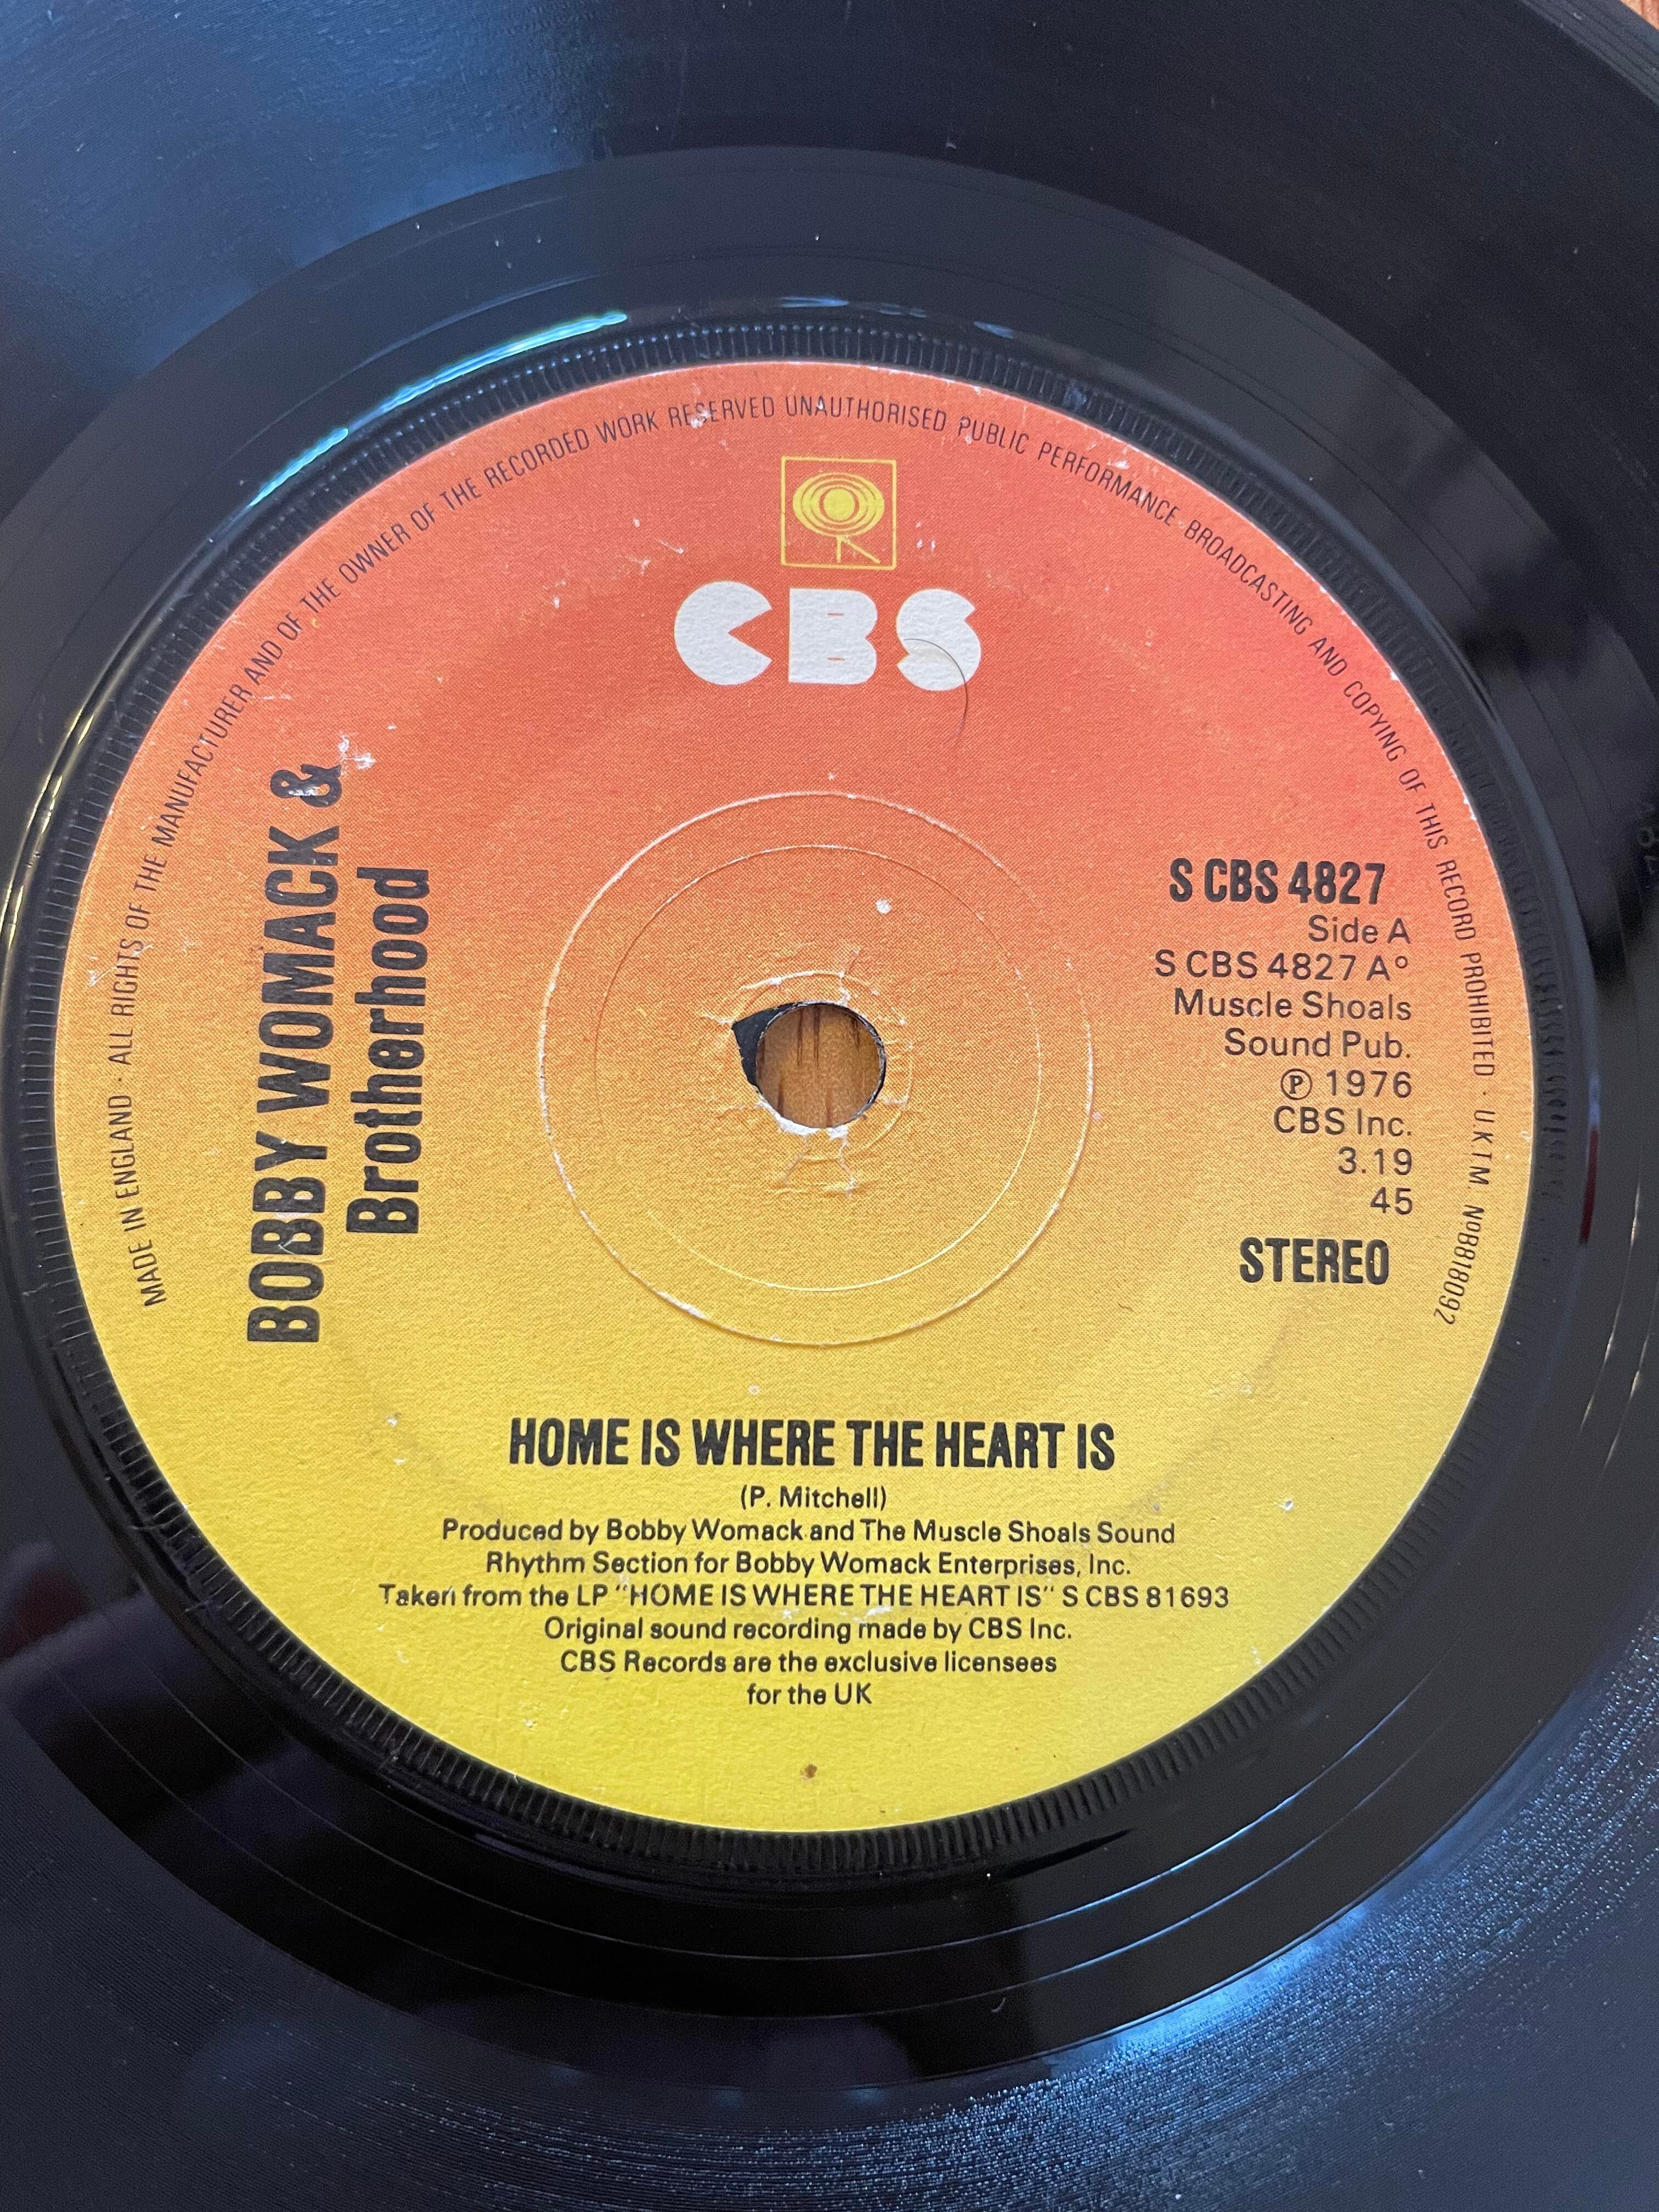 MADE IN ENGLAND · ALL RIGHTS OF THE MANUFACTURER AND OF THE OWNER OF THE RECORDED WORK RESERVED UNAUTHORISED PUBLIC PERFORMANCE BROADCASTING AND COPYING OF THIS RECORD PROHIBITED · U.K.T.M. NoB818092
CBS
BOBBY WOMACK &
Brotherhood
S CBS 4827
Side A
S CBS 4827 A°
Muscle Shoals
Sound Pub.
℗ 1976
CBS Inc.
3.19
45
STEREO
HOME IS WHERE THE HEART IS
(P. Mitchell)
Produced by Bobby Womack and The Muscle Shoals Sound
Rhythm Section for Bobby Womack Enterprises, Inc.
Taken from the LP "HOME IS WHERE THE HEART IS" S CBS 81693
Original sound recording made by CBS Inc.
CBS Records are the exclusive licensees
for the UK